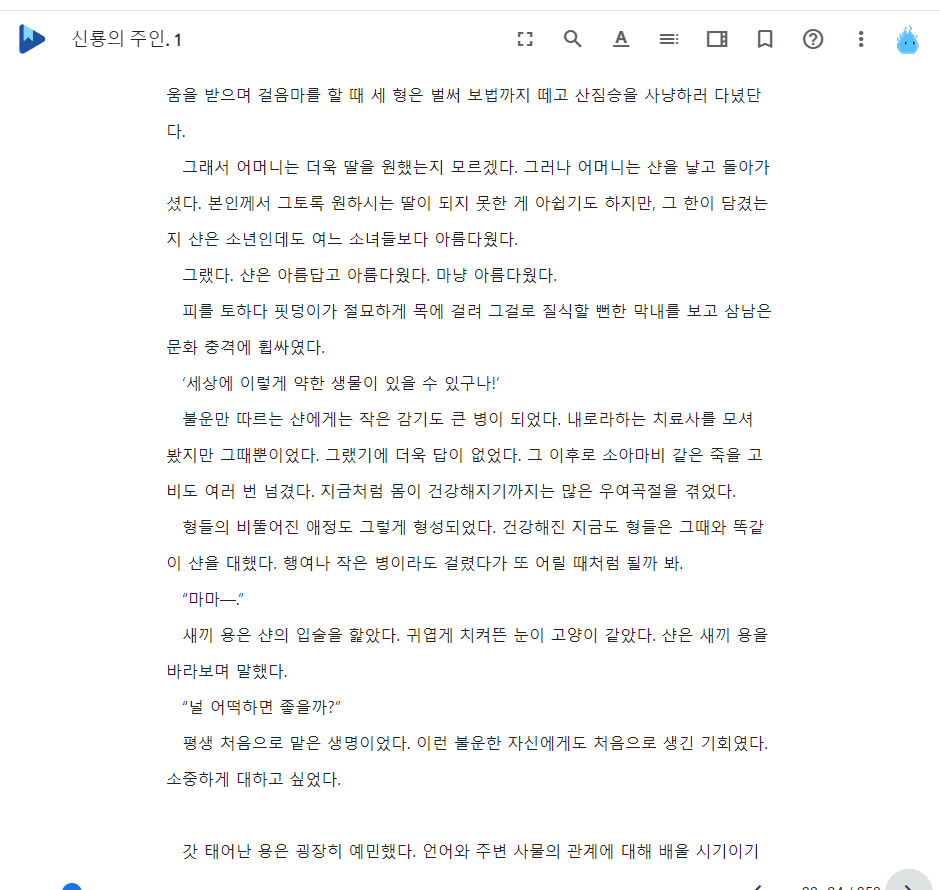 신룡의 주인. 1
움을 받으며 걸음마를 할 때 세 형은 벌써 보법까지 떼고 산짐승을 사냥하러 다녔단
다.
그래서 어머니는 더욱 딸을 원했는지 모르겠다. 그러나 어머니는 샨을 낳고 돌아가
셨다. 본인께서 그토록 원하시는 딸이 되지 못한 게 아쉽기도 하지만, 그 한이 담겼는
지 샨은 소년인데도 여느 소녀들보다 아름다웠다.
그랬다. 샨은 아름답고 아름다웠다. 마냥 아름다웠다.
피를 토하다 핏덩이가 절묘하게 목에 걸려 그걸로 질식할 뻔한 막내를 보고 삼남은
문화 충격에 휩싸였다.
‘세상에 이렇게 약한 생물이 있을 수 있구나!’
불운만 따르는 샨에게는 작은 감기도 큰 병이 되었다. 내로라하는 치료사를 모셔
봤지만 그때뿐이었다. 그랬기에 더욱 답이 없었다. 그 이후로 소아마비 같은 죽을 고
비도 여러 번 넘겼다. 지금처럼 몸이 건강해지기까지는 많은 우여곡절을 겪었다.
형들의 비뚤어진 애정도 그렇게 형성되었다. 건강해진 지금도 형들은 그때와 똑같
이 샨을 대했다. 행여나 작은 병이라도 걸렸다가 또 어릴 때처럼 될까 봐.
“마마―.”
새끼 용은 샨의 입술을 핥았다. 귀엽게 치켜뜬 눈이 고양이 같았다. 샨은 새끼 용을
바라보며 말했다.
“널 어떡하면 좋을까?”
평생 처음으로 맡은 생명이었다. 이런 불운한 자신에게도 처음으로 생긴 기회였다.
소중하게 대하고 싶었다.
갓 태어난 용은 굉장히 예민했다. 언어와 주변 사물의 관계에 대해 배울 시기이기